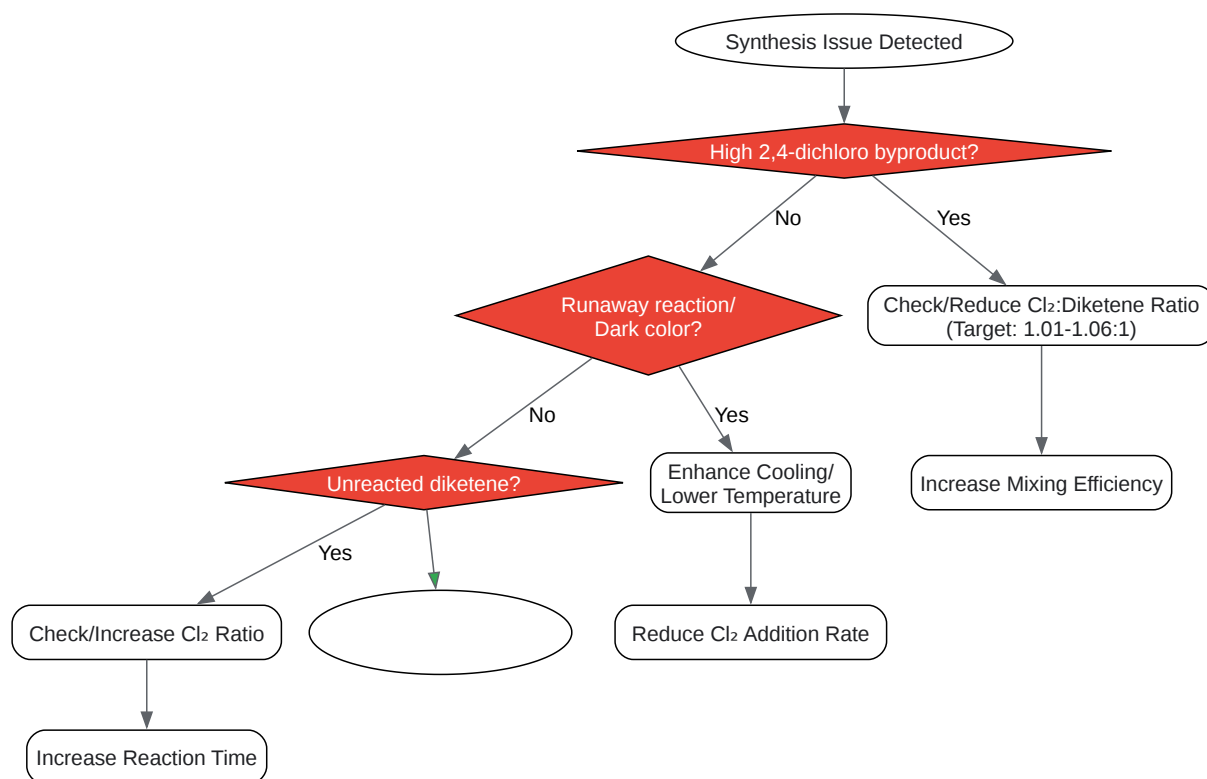 Synthesis Issue Detected
High 2,4-dichloro byproduct?
No
Yes
Runaway reaction/
Dark color?
Check/Reduce Cl₂:Diketene Ratio
(Target: 1.01-1.06:1)
No
Yes
Unreacted diketene?
Enhance Cooling/
Lower Temperature
Increase Mixing Efficiency
Yes
Check/Increase Cl₂ Ratio
Reduce Cl₂ Addition Rate
Increase Reaction Time